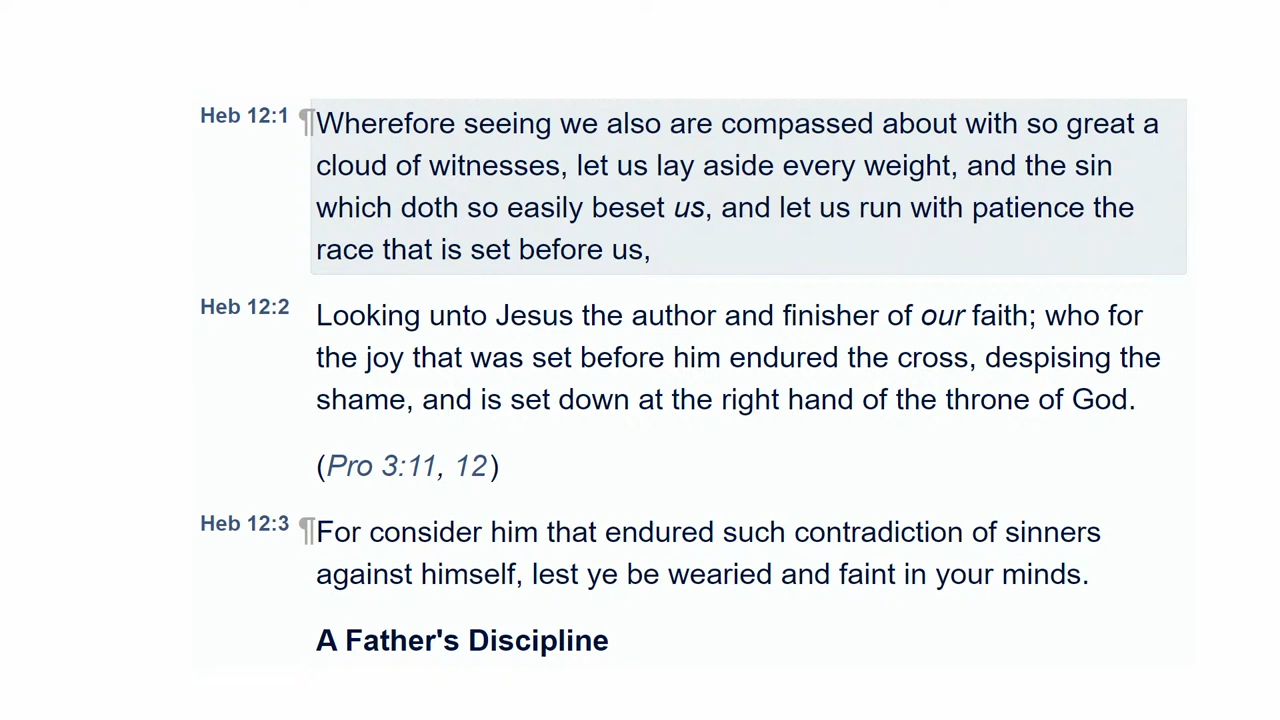 Heb 12:1 ¶Wherefore seeing we also are compassed about with so great a
cloud of witnesses, let us lay aside every weight, and the sin
which doth so easily beset us, and let us run with patience the
race that is set before us,
Heb 12:2 Looking unto Jesus the author and finisher of our faith; who for
the joy that was set before him endured the cross, despising the
shame, and is set down at the right hand of the throne of God.
(Pro 3:11, 12)
Heb 12:3 ¶For consider him that endured such contradiction of sinners
against himself, lest ye be wearied and faint in your minds.
A Father's Discipline